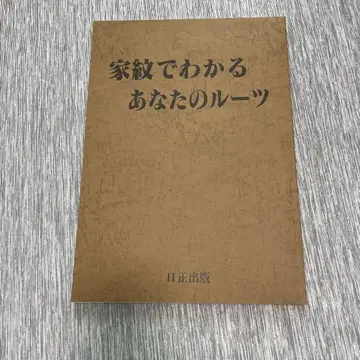 家紋でわかる
あなたのルーツ
日正出版